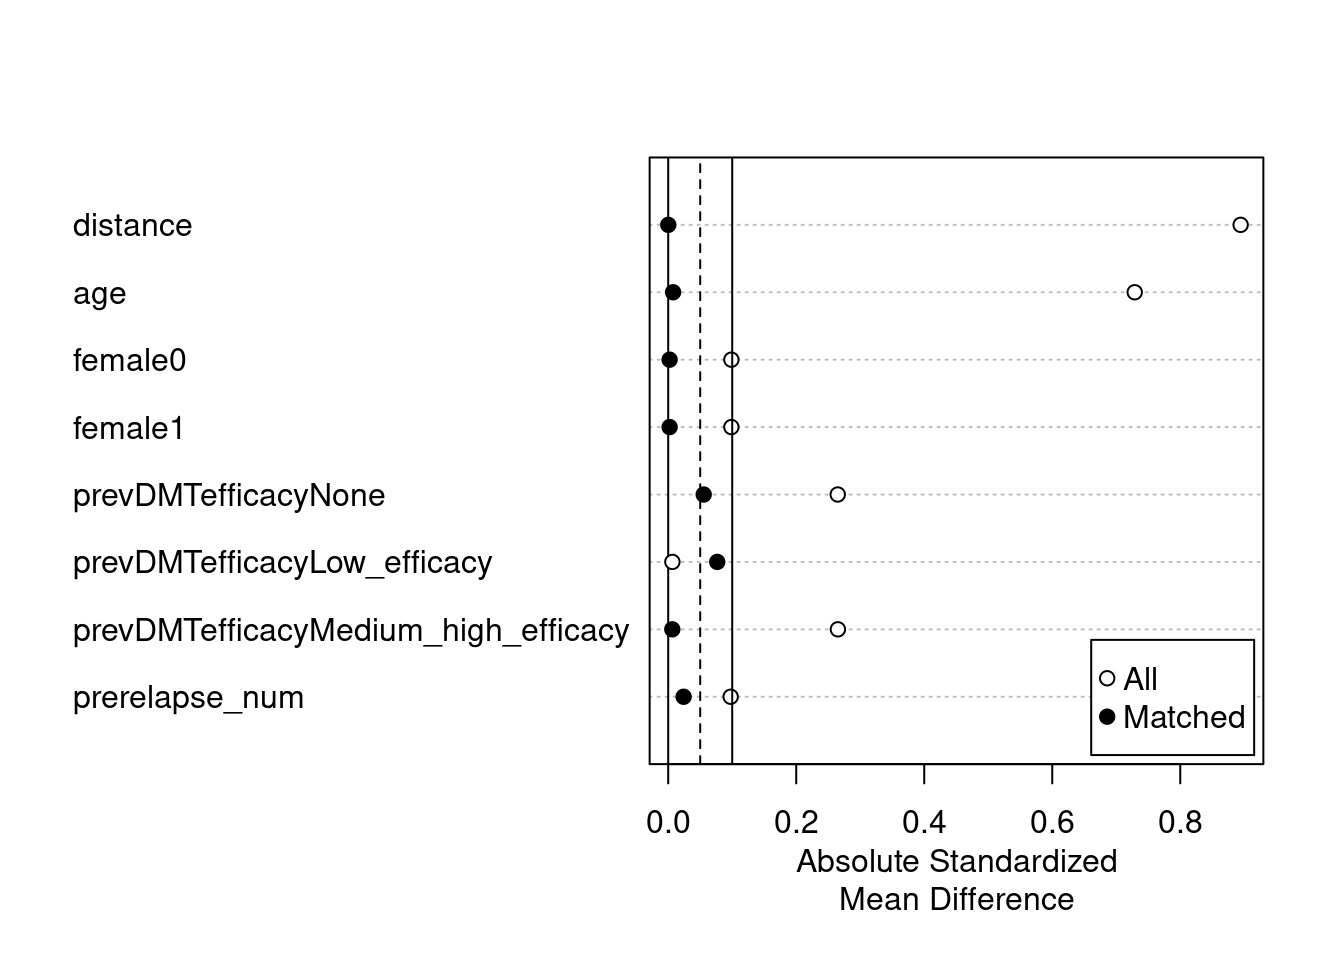 distance
age
female0
female1
prevDMTefficacyNone
prevDMTefficacyLow_efficacy
prevDMTefficacyMedium_high_efficacy
prerelapse_num
All
Matched
0.0 0.2 0.4 0.6 0.8
Absolute Standardized
Mean Difference